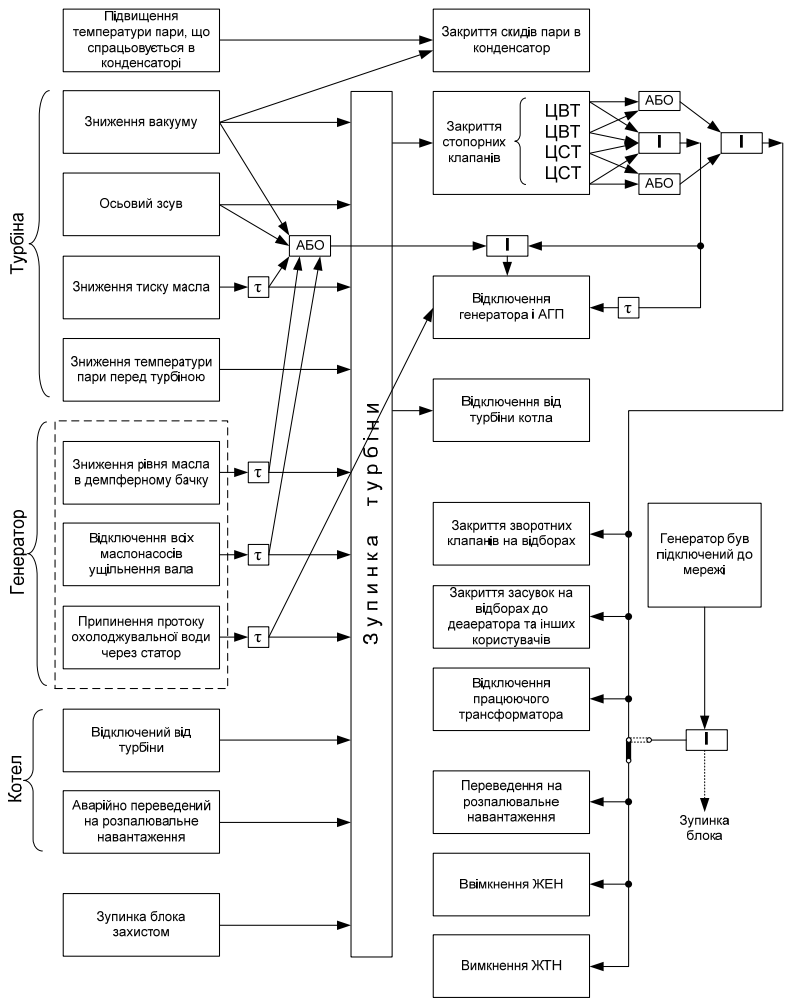 Підвищення
температури пари, що
спрацьовується в
конденсаторі
Закриття скидів пари в
конденсатор
Турбіна
Зниження вакууму
Осьовий зсув
Зниження тиску масла
τ
Зниження температури
пари перед турбіною
АБО
Генератор
Зниження рівня масла
в демпферному бачку
τ
Відключення всіх
маслонасосів
ущільнення вала
τ
Припинення протоку
охолоджувальної води
через статор
τ
Котел
Відключений від
турбіни
Аварійно переведений
на розпалювальне
навантаження
Зупинка блока
захистом
Зупинка турбіни
Закриття
стопорних
клапанів
ЦВТ
ЦВТ
ЦСТ
ЦСТ
АБО
І
АБО
І
І
Відключення
генератора і АГП
τ
Відключення від
турбіни котла
Закриття зворотних
клапанів на відборах
Закриття засувок на
відборах до
деаератора та інших
користувачів
Відключення
працюючого
трансформатора
Переведення на
розпалювальне
навантаження
Ввімкнення ЖЕН
Вимкнення ЖТН
Генератор був
підключений до
мережі
І
Зупинка
блока